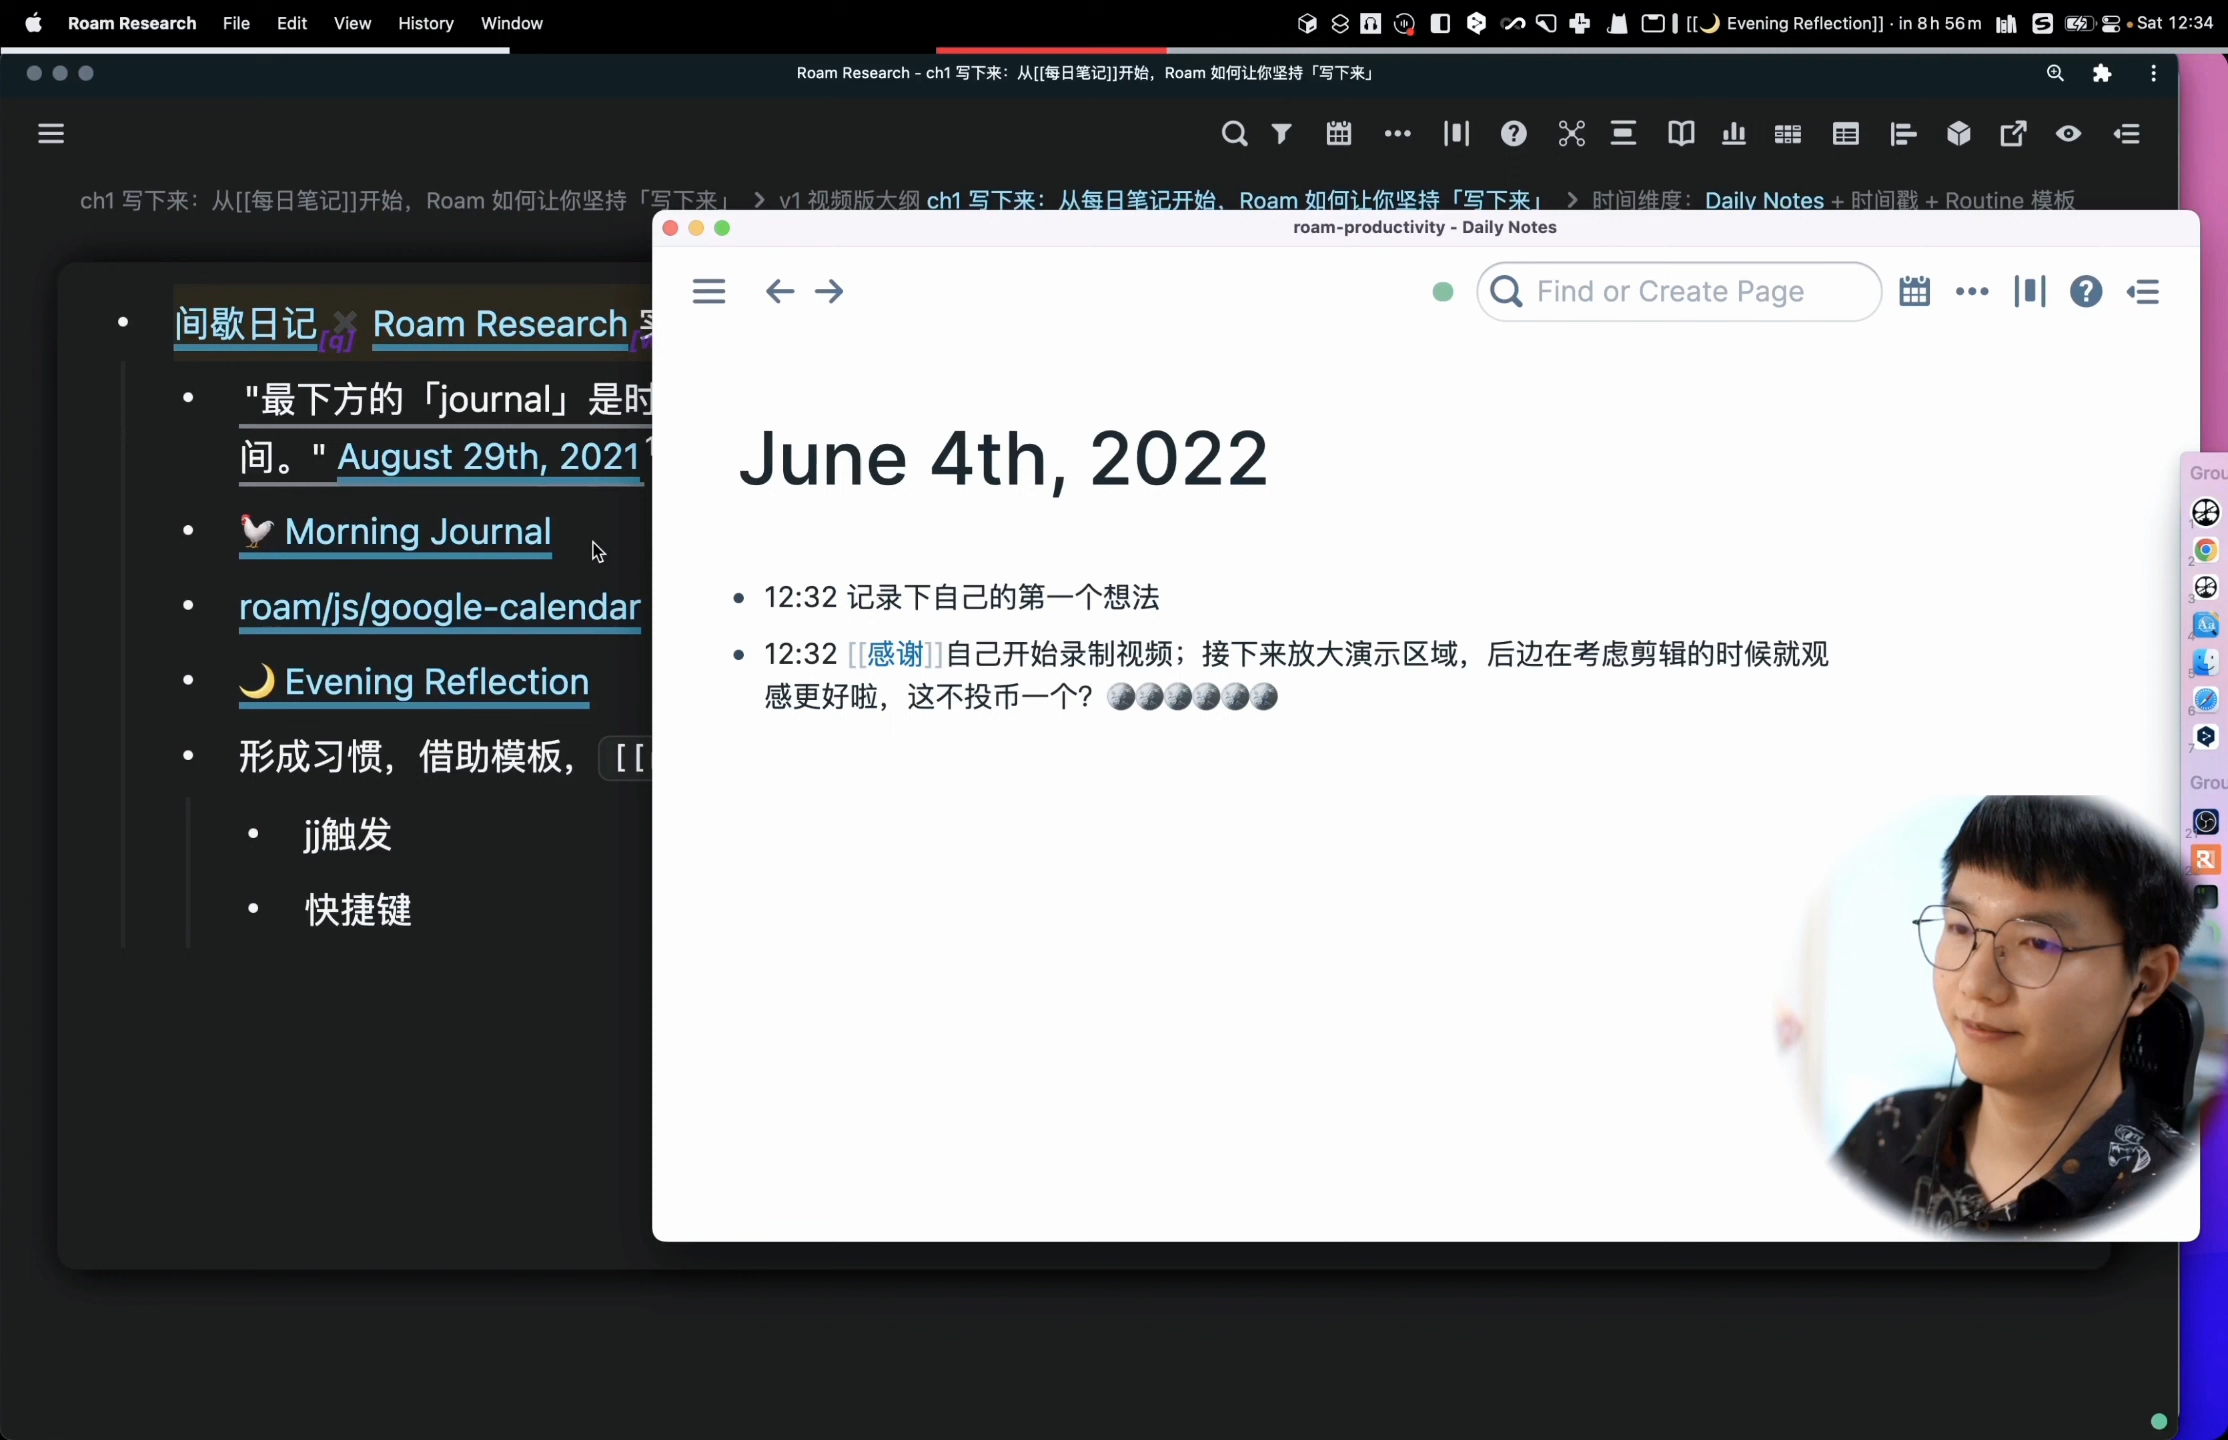 Roam Research File Edit View History Window
[[🌙 Evening Reflection]] · in 8h 56m Sat 12:34
Roam Research - ch1 写下来：从[[每日笔记]]开始，Roam 如何让你坚持「写下来」
ch1 写下来：从[[每日笔记]]开始，Roam 如何让你坚持「写下来」 > v1 视频版大纲 ch1 写下来：从每日笔记开始，Roam 如何让你坚持「写下来」 > 时间维度：Daily Notes + 时间戳 + Routine 模板
间歇日记[q] Roam Research
"最下方的「journal」是时
间。" August 29th, 2021
🐓 Morning Journal
roam/js/google-calendar
🌙 Evening Reflection
形成习惯，借助模板，[[
jj触发
快捷键
roam-productivity - Daily Notes
Find or Create Page
June 4th, 2022
12:32 记录下自己的第一个想法
12:32 [[感谢]]自己开始录制视频；接下来放大演示区域，后边在考虑剪辑的时候就观
感更好啦，这不投币一个？🌚🌚🌚🌚🌚🌚
Grou
1
2
3
4
5
6
7
Grou